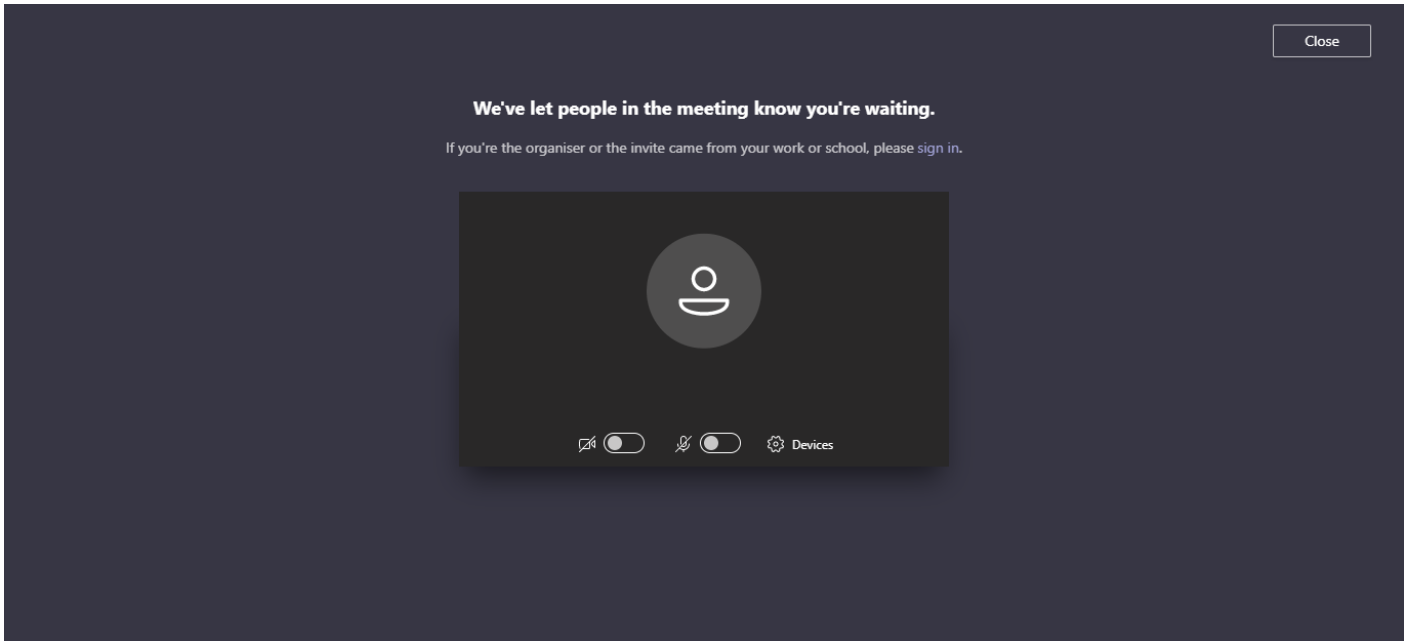 Close
We've let people in the meeting know you're waiting.
If you're the organiser or the invite came from your work or school, please sign in.
Devices